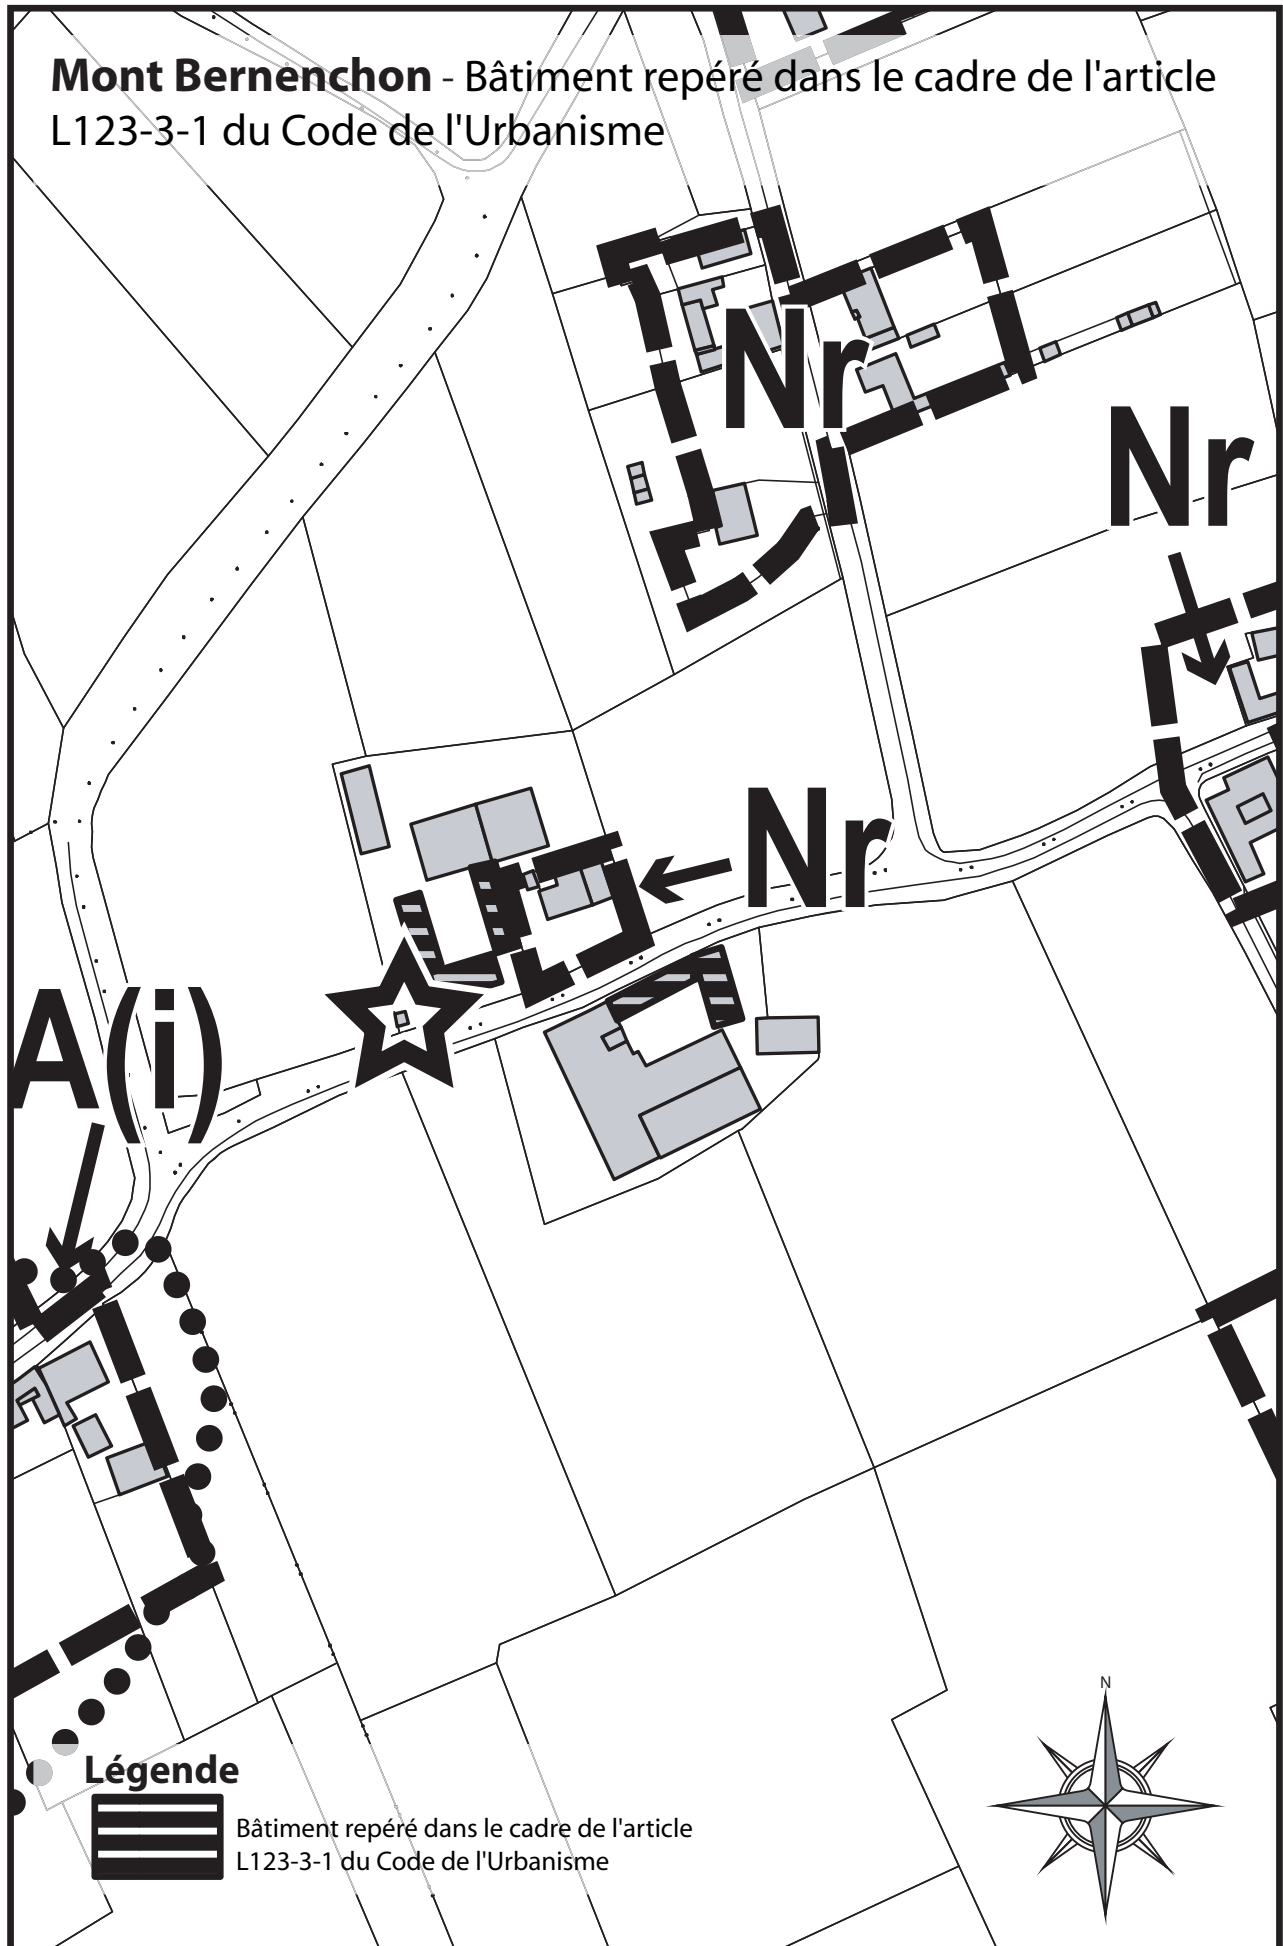 Mont Bernenchon - Bâtiment repéré dans le cadre de l'article
L123-3-1 du Code de l'Urbanisme
Nr
Nr
Nr
A(i)
N
Légende
Bâtiment repéré dans le cadre de l'article
L123-3-1 du Code de l'Urbanisme